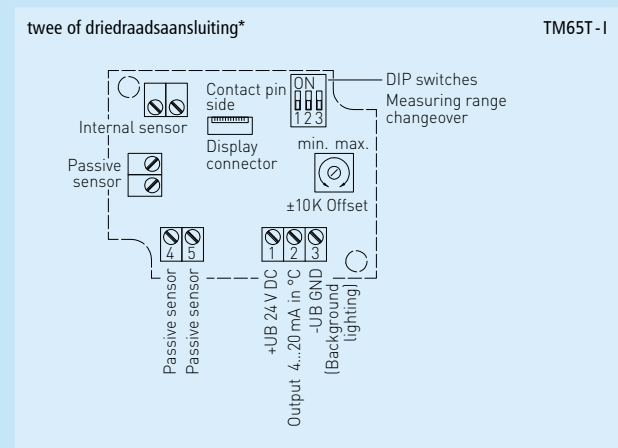 twee of driedraadsaansluiting*
TM65T-I
ON
1 2 3
DIP switches
Measuring range
changeover
Contact pin
side
Internal sensor
Display
connector
min. max.
Passive
sensor
±10K Offset
4 5
1 2 3
Passive sensor
Passive sensor
+UB 24 V DC
Output 4...20 mA in °C
-UB GND
(Background
lighting)